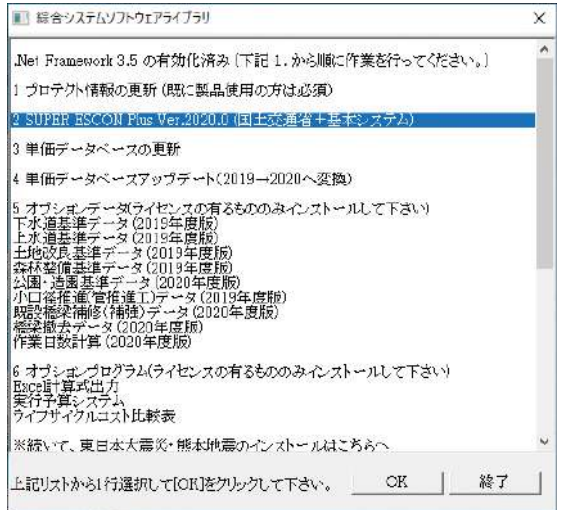 総合システムソフトウェアライブラリ
.Net Framework 3.5 の有効化済み〔下記 1.から順に作業を行ってください。〕
1 プロテクト情報の更新(既に製品使用の方は必須)
2 SUPER ESCON Plus Ver.2020.0 (国土交通省+基本システム)
3 単価データベースの更新
4 単価データベースアップデート(2019→2020へ変換)
5 オプションデータ(ライセンスの有るもののみインストールして下さい)
下水道基準データ(2019年度版)
上水道基準データ(2019年度版)
土地改良基準データ(2019年度版)
森林整備基準データ(2019年度版)
公園・造園基準データ(2020年度版)
小口径推進(管推進工)データ(2019年度版)
既設橋梁補修(補強)データ(2020年度版)
橋梁撤去データ(2020年度版)
作業日数計算(2020年度版)
6 オプションプログラム(ライセンスの有るもののみインストールして下さい)
Excel計算式出力
実行予算システム
ライフサイクルコスト比較表
※続いて、東日本大震災・熊本地震のインストールはこちらへ
上記リストから1行選択して[OK]をクリックして下さい。
OK
終了